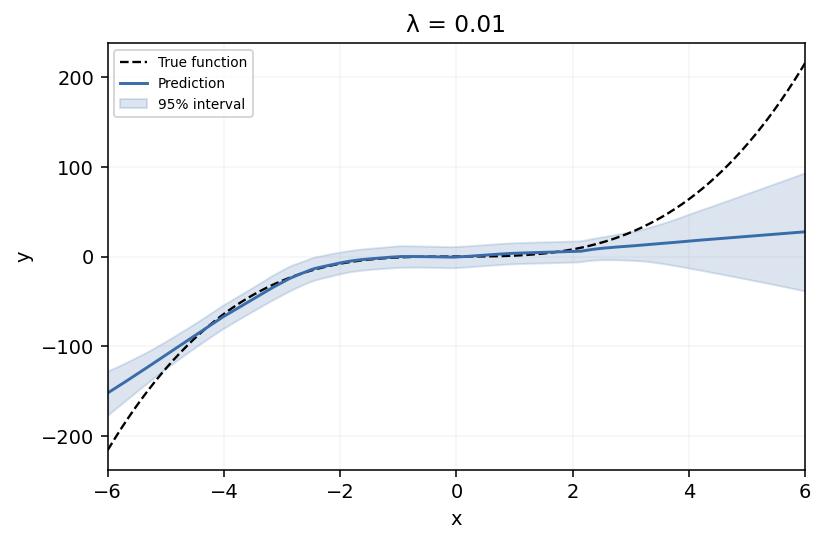 λ = 0.01
True function
Prediction
95% interval
y
200
100
0
−100
−200
−6
−4
−2
0
2
4
6
x